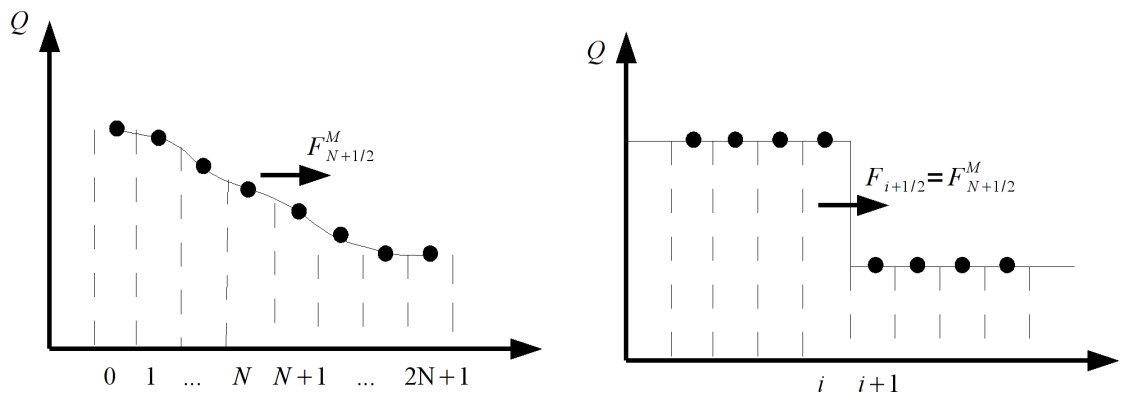 Q
F^M_{N+1/2}
0 1 ... N N+1 ... 2N+1
Q
F_{i+1/2}=F^M_{N+1/2}
i i+1